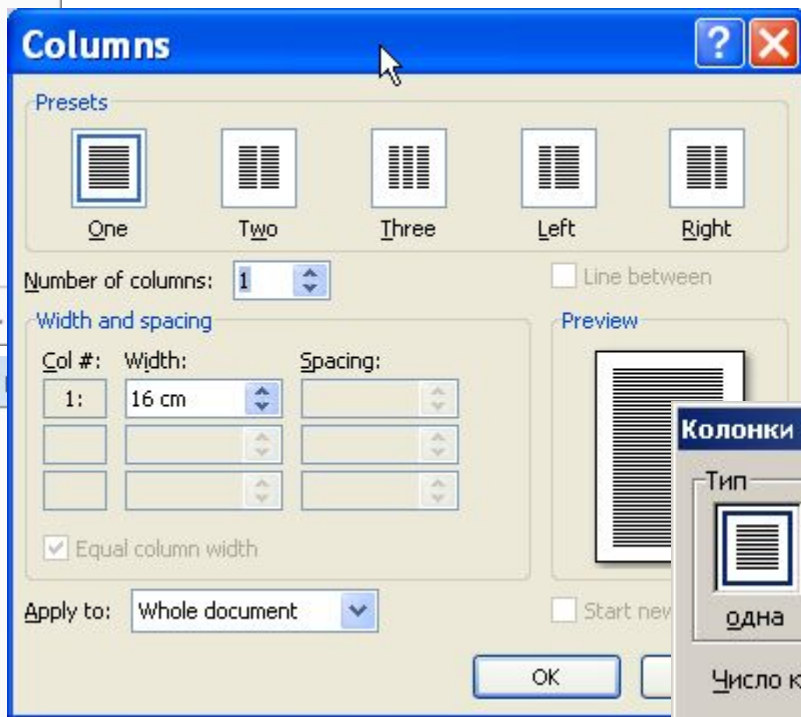 Columns
Presets
One Two Three Left Right
Number of columns: 1 Line between
Width and spacing Preview
Col #: Width: Spacing:
1: 16 cm
Equal column width
Apply to: Whole document Start new
OK
Колонки
Тип
одна
Число к